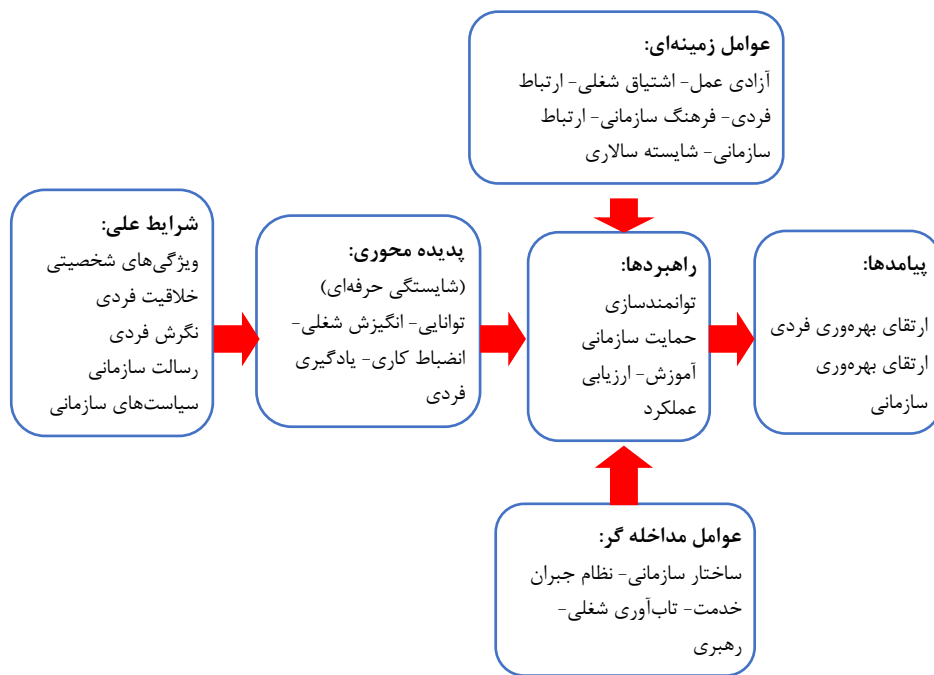 عوامل زمینه‌ای:
آزادی عمل- اشتیاق شغلی- ارتباط
فردی- فرهنگ سازمانی- ارتباط
سازمانی- شایسته سالاری
شرایط علی:
ویژگی‌های شخصیتی
خلاقیت فردی
نگرش فردی
رسالت سازمانی
سیاست‌های سازمانی
پدیده محوری:
(شایستگی حرفه‌ای)
توانایی- انگیزش شغلی-
انضباط کاری- یادگیری
فردی
راهبردها:
توانمندسازی
حمایت سازمانی
آموزش- ارزیابی
عملکرد
پیامدها:
ارتقای بهره‌وری فردی
ارتقای بهره‌وری
سازمانی
عوامل مداخله گر:
ساختار سازمانی- نظام جبران
خدمت- تاب‌آوری شغلی-
رهبری